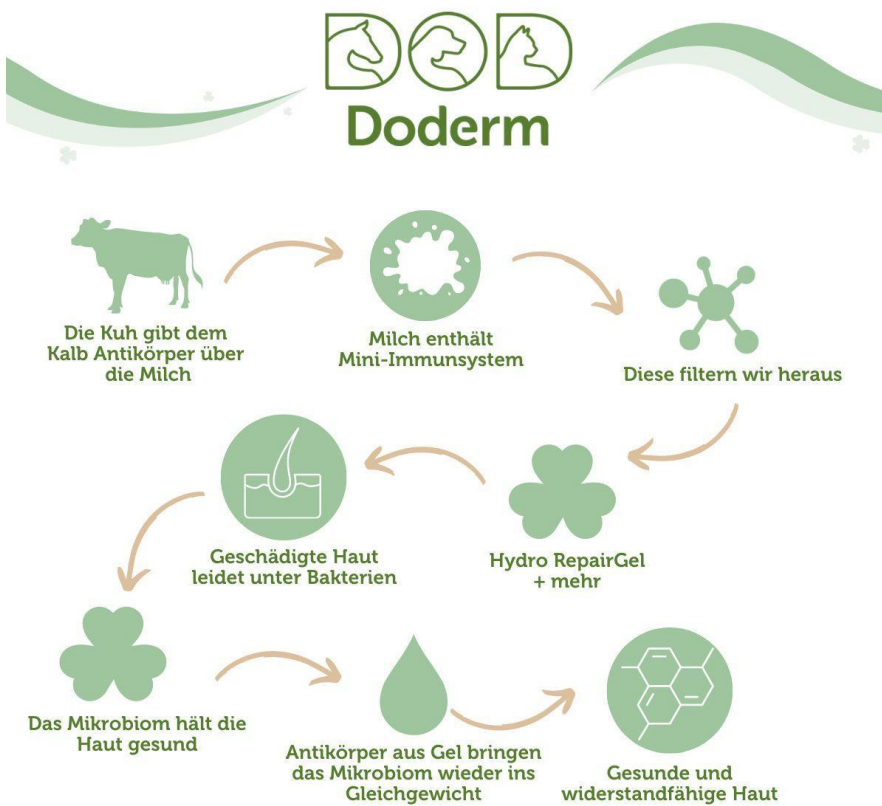 DOD
Doderm
Die Kuh gibt dem
Kalb Antikörper über
die Milch
Milch enthält
Mini-Immunsystem
Diese filtern wir heraus
Hydro RepairGel
+ mehr
Geschädigte Haut
leidet unter Bakterien
Das Mikrobiom hält die
Haut gesund
Antikörper aus Gel bringen
das Mikrobiom wieder ins
Gleichgewicht
Gesunde und
widerstandfähige Haut